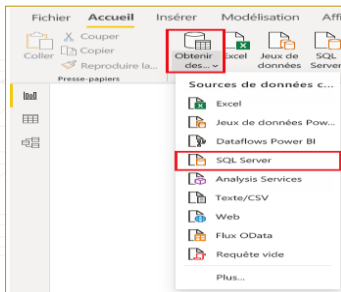 Fichier Accueil Insérer Modélisation Affi
Couper
Copier
Reproduire la...
Coller
Presse-papiers
Obtenir des...
Excel
Jeux de données
SQL Server
Sources de données c...
Excel
Jeux de données Pow...
Dataflows Power BI
SQL Server
Analysis Services
Texte/CSV
Web
Flux OData
Requête vide
Plus...